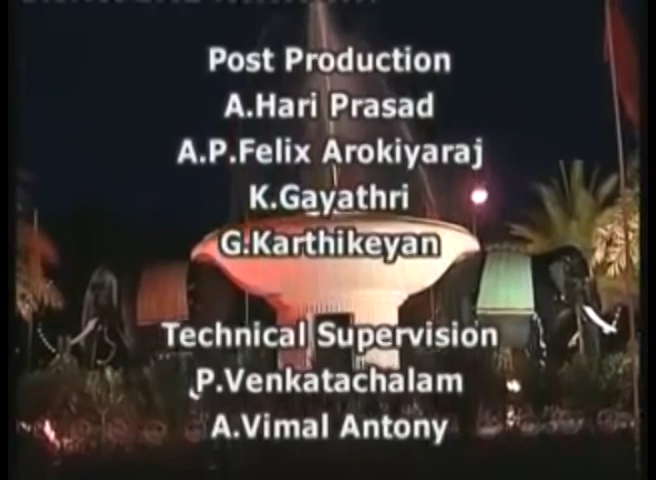 Post Production
A.Hari Prasad
A.P.Felix Arokiyaraj
K.Gayathri
G.Karthikeyan
Technical Supervision
P.Venkatachalam
A.Vimal Antony